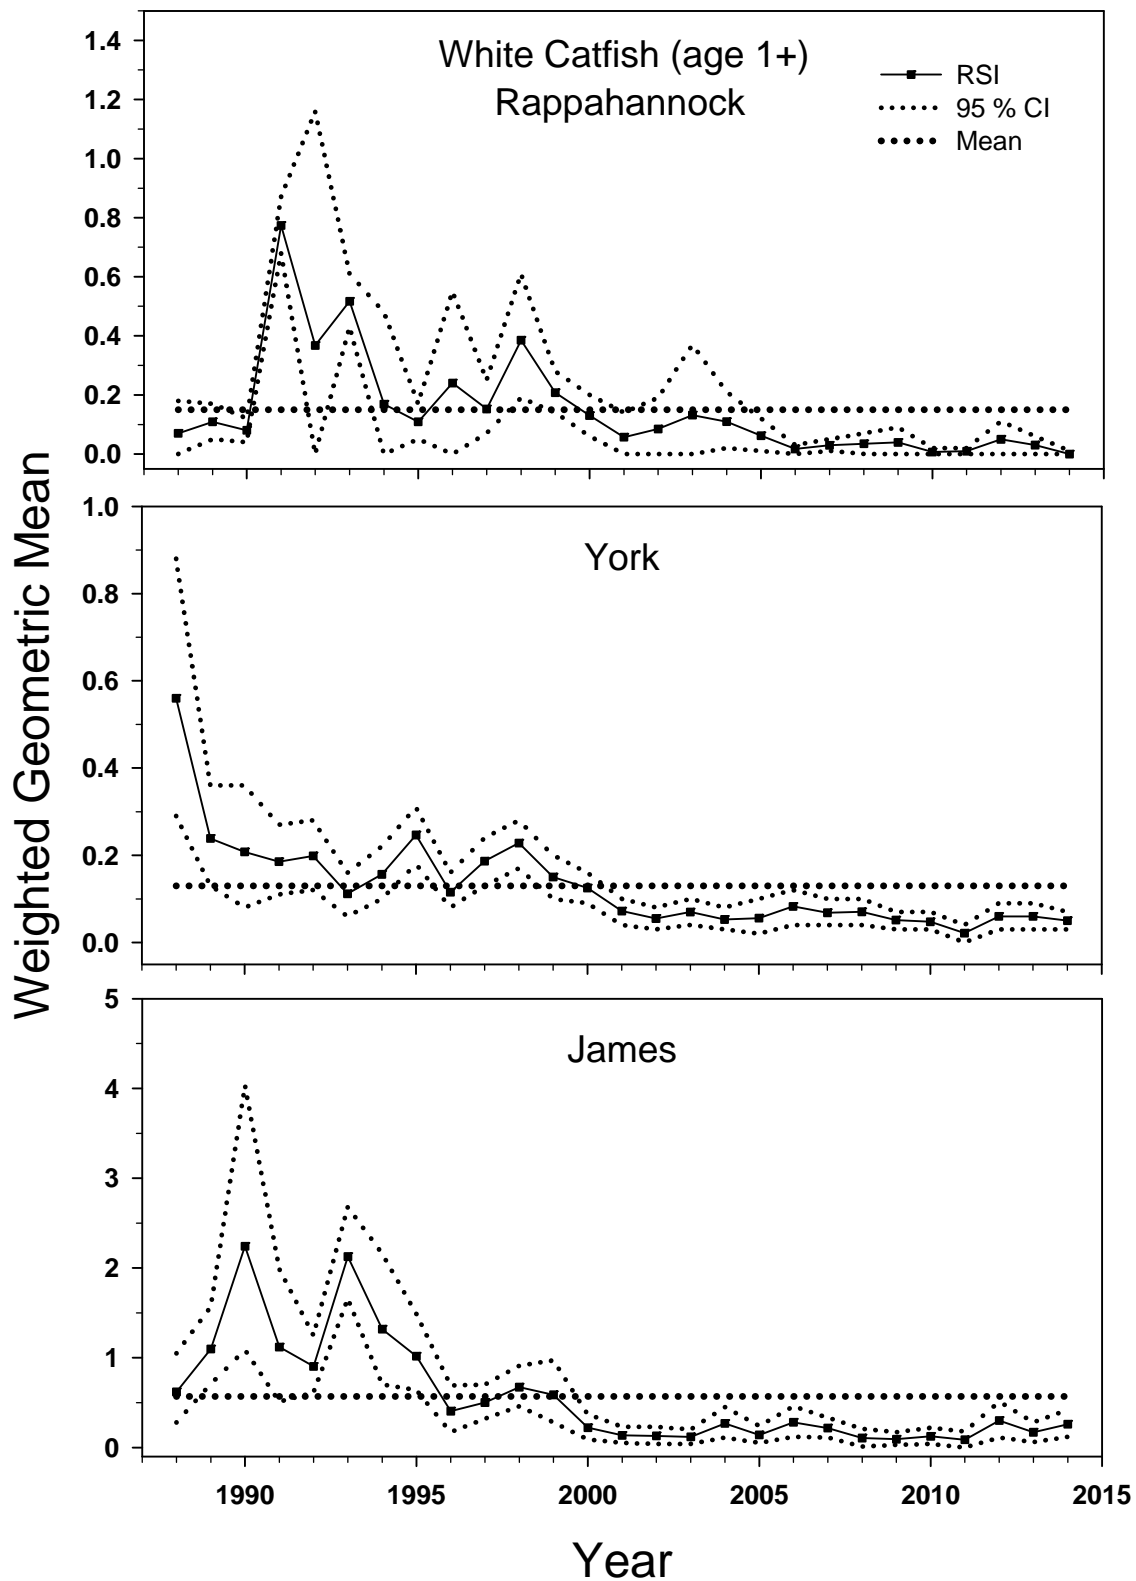 White Catfish (age 1+)
Rappahannock
RSI
95 % CI
Mean
1.4
1.2
1.0
0.8
0.6
0.4
0.2
0.0
Weighted Geometric Mean
York
1.0
0.8
0.6
0.4
0.2
0.0
James
5
4
3
2
1
0
1990 1995 2000 2005 2010 2015
Year